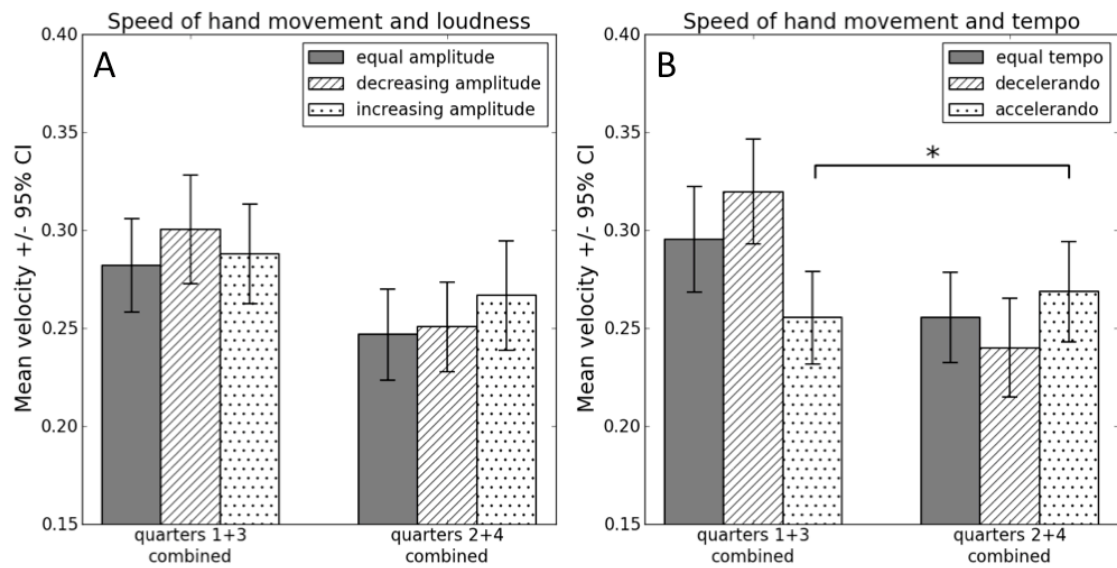 Speed of hand movement and loudness
A
equal amplitude
decreasing amplitude
increasing amplitude
Mean velocity +/- 95% CI
0.40
0.35
0.30
0.25
0.20
0.15
quarters 1+3
combined
quarters 2+4
combined
Speed of hand movement and tempo
B
equal tempo
decelerando
accelerando
*
Mean velocity +/- 95% CI
0.40
0.35
0.30
0.25
0.20
0.15
quarters 1+3
combined
quarters 2+4
combined